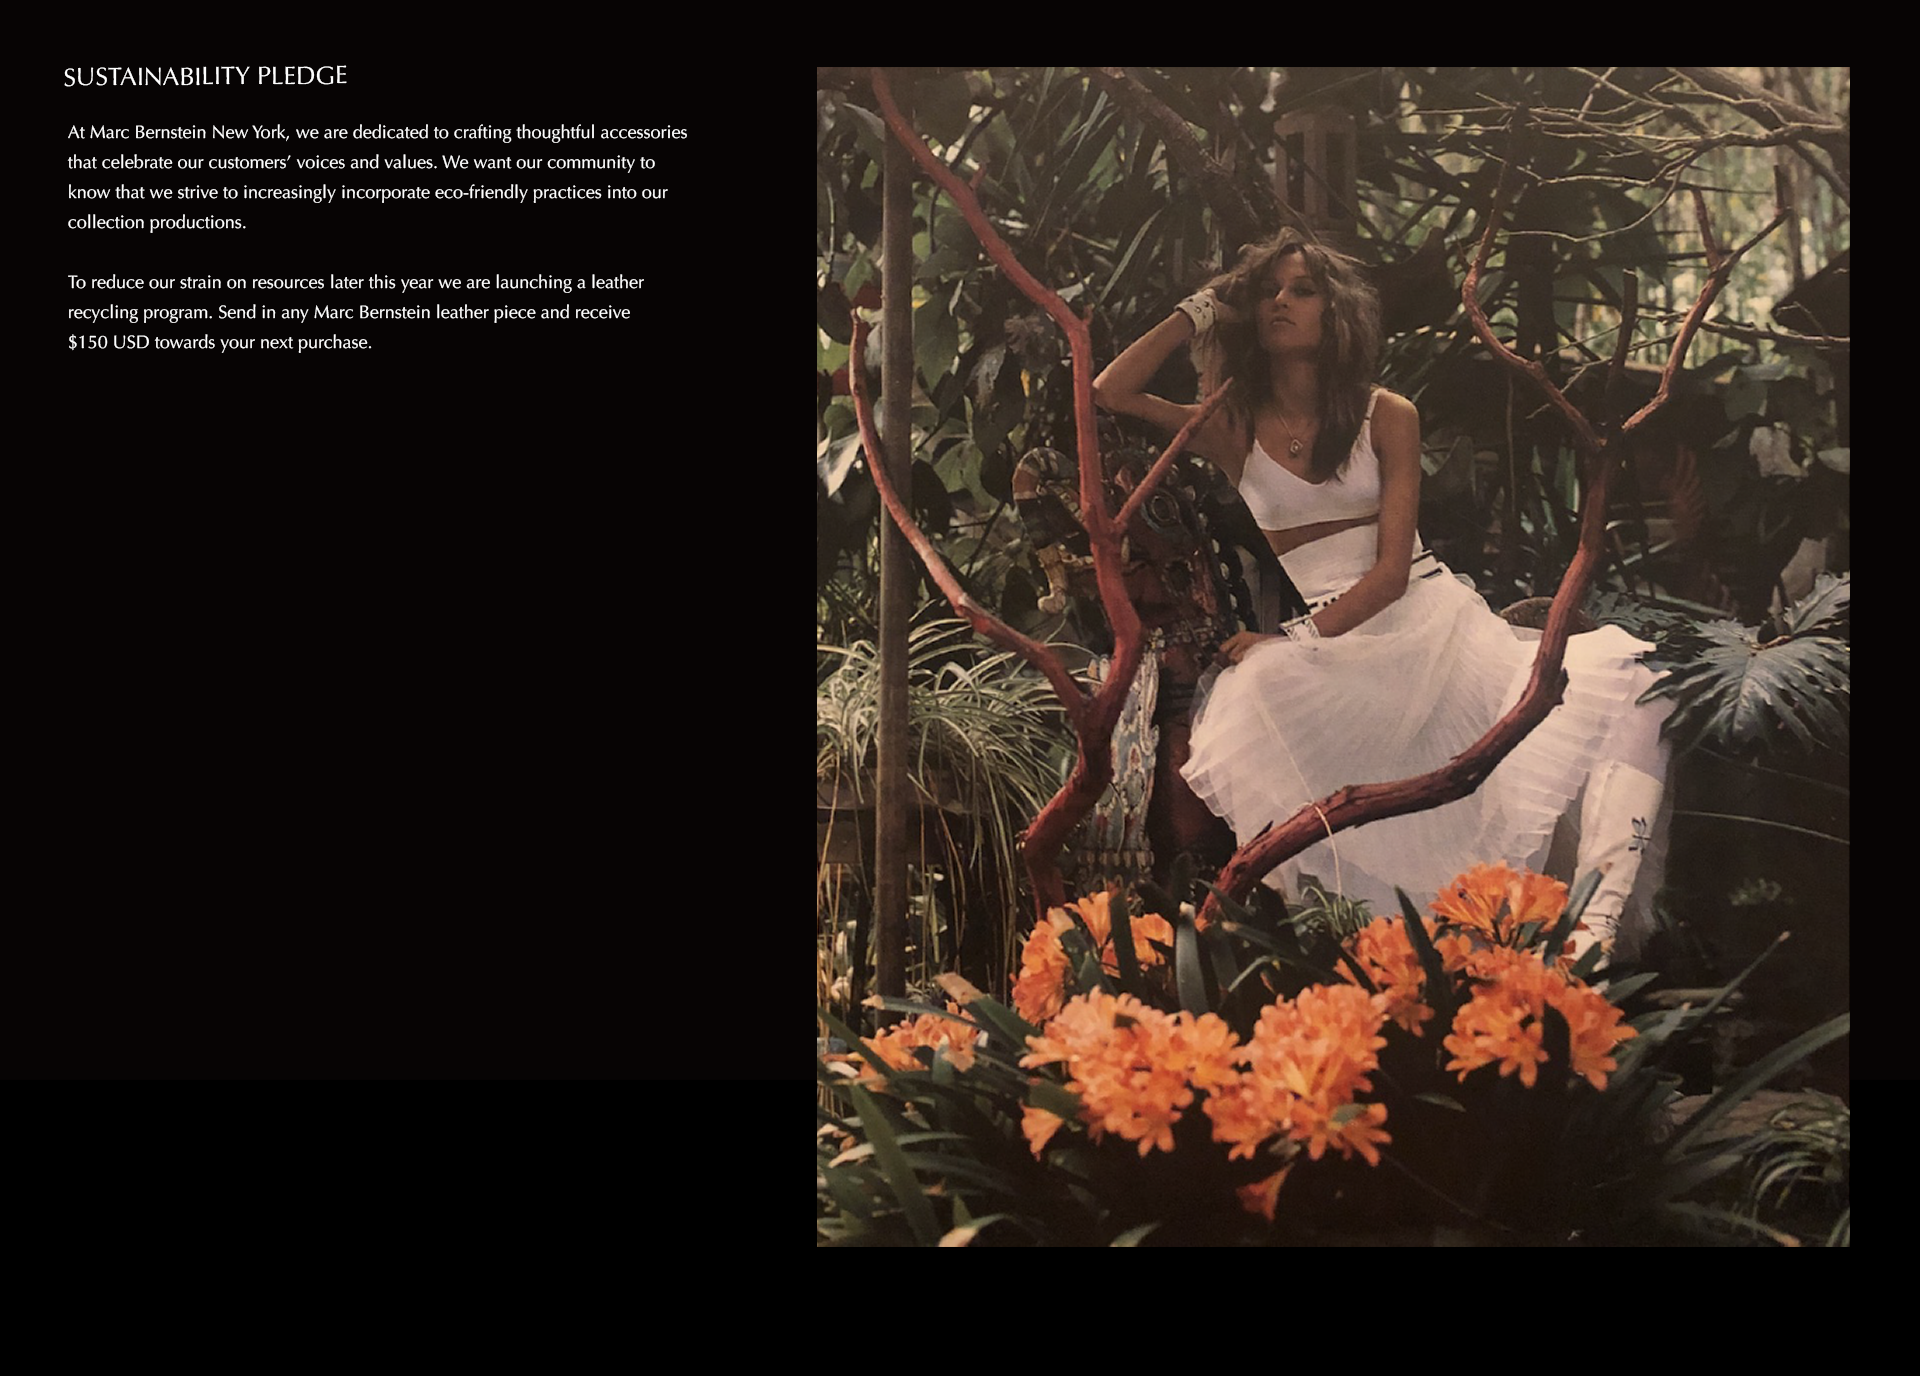 SUSTAINABILITY PLEDGE
At Marc Bernstein New York, we are dedicated to crafting thoughtful accessories
that celebrate our customers’ voices and values. We want our community to
know that we strive to increasingly incorporate eco-friendly practices into our
collection productions.
To reduce our strain on resources later this year we are launching a leather
recycling program. Send in any Marc Bernstein leather piece and receive
$150 USD towards your next purchase.